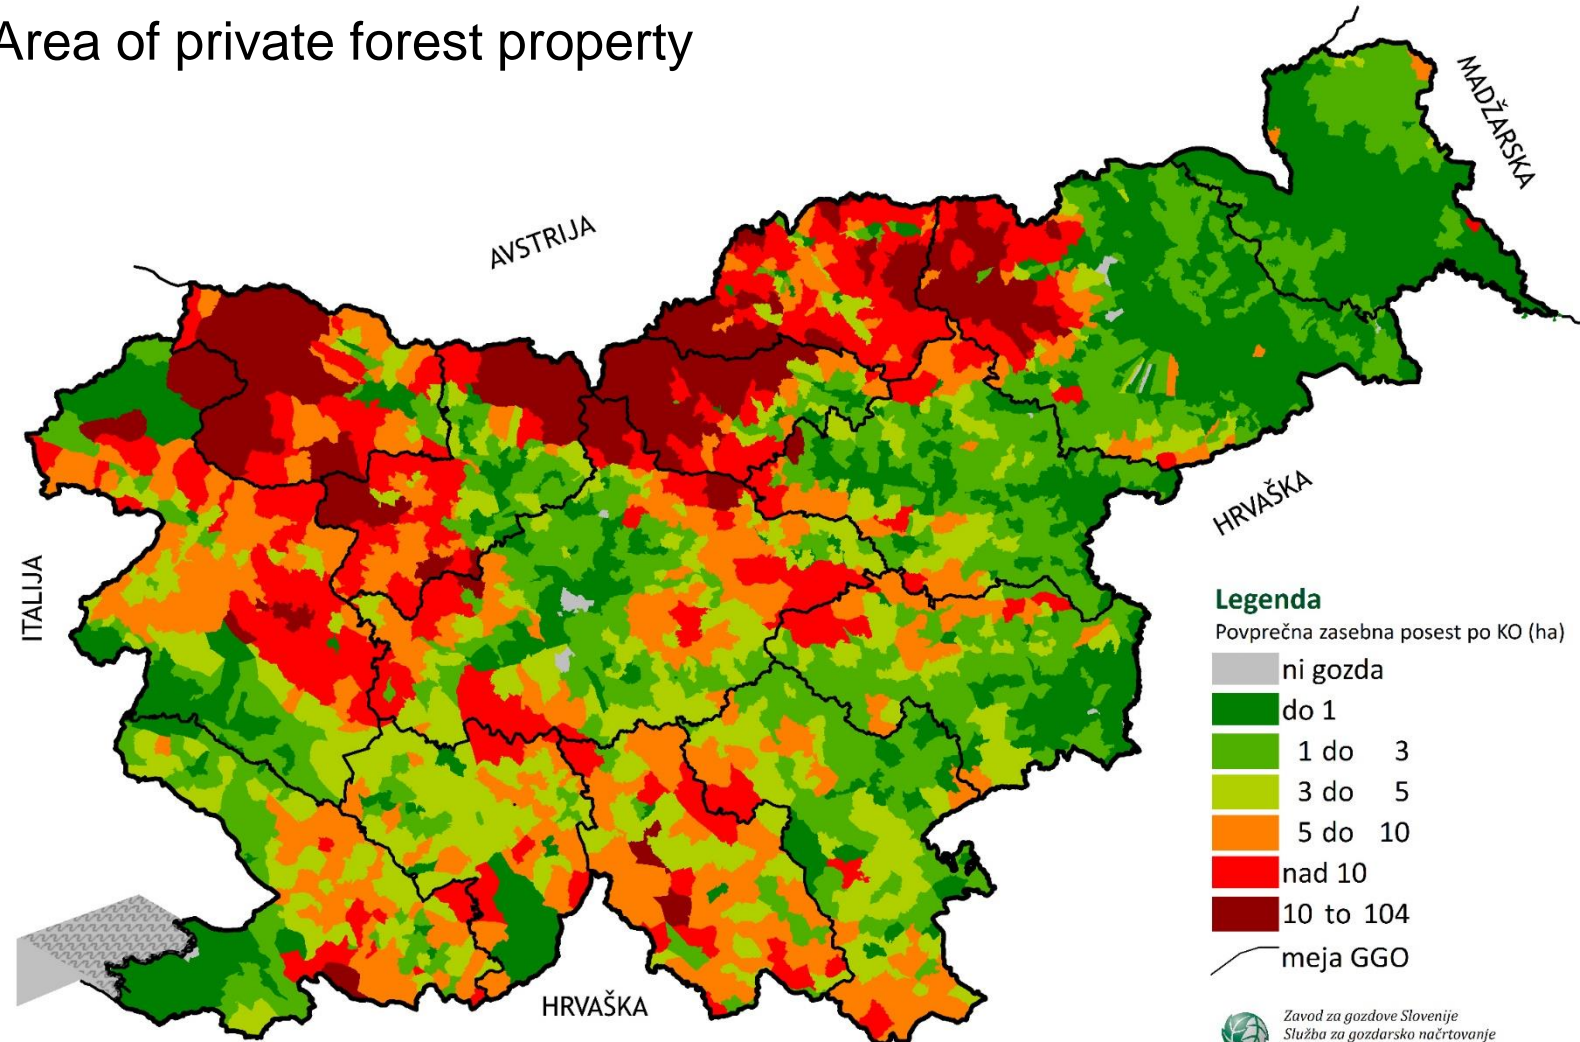 Area of private forest property
MADŽARSKA
AVSTRIJA
HRVAŠKA
ITALIJA
Legenda
Povprečna zasebna posest po KO (ha)
ni gozda
do 1
1 do 3
3 do 5
5 do 10
nad 10
10 to 104
meja GGO
HRVAŠKA
Zavod za gozdove Slovenije
Služba za gozdarsko načrtovanje